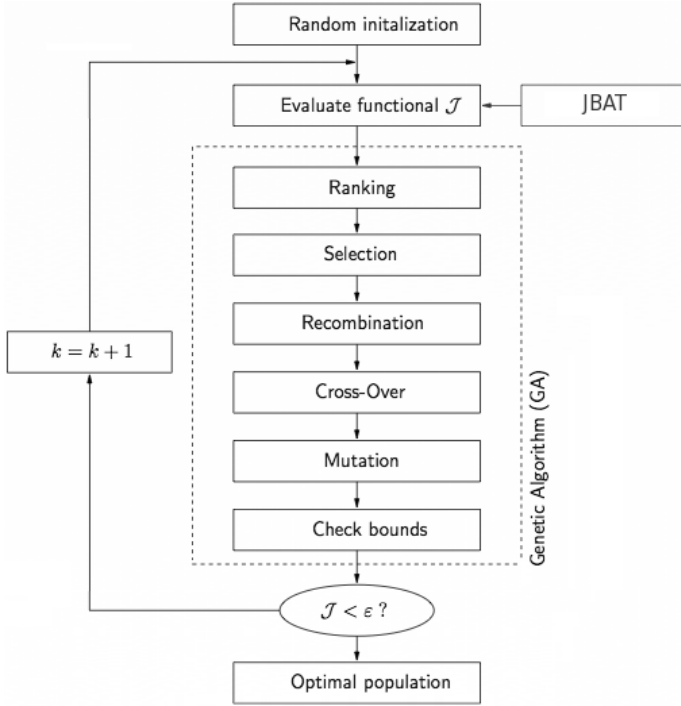 Random initalization
Evaluate functional 𝒥
JBAT
Ranking
Selection
Recombination
k = k + 1
Cross-Over
Mutation
Check bounds
Genetic Algorithm (GA)
𝒥 < ε ?
Optimal population